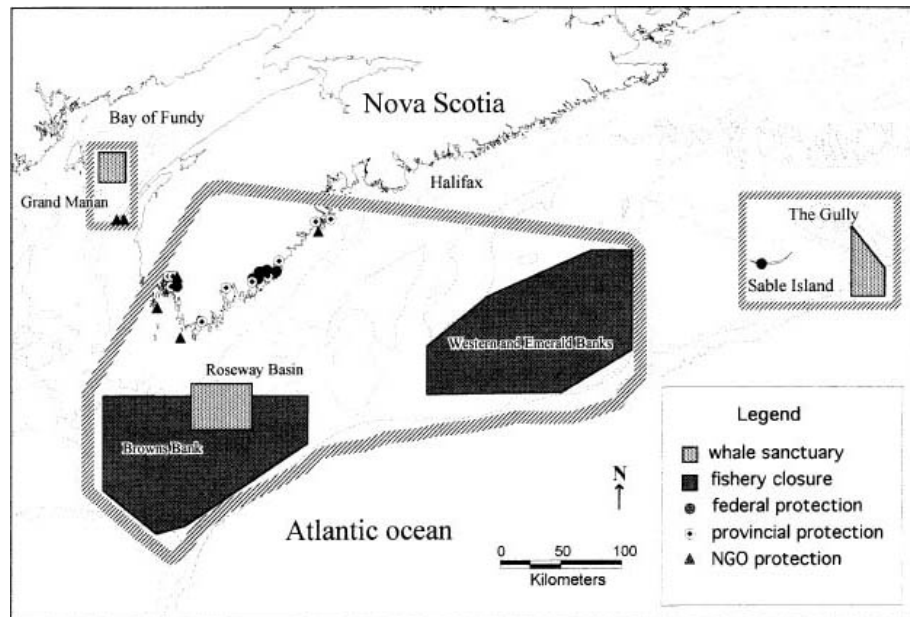 Nova Scotia
Bay of Fundy
Halifax
Grand Manan
The Gully
Sable Island
Western and Emerald Banks
Roseway Basin
Browns Bank
Atlantic ocean
N
0 50 100
Kilometers
Legend
whale sanctuary
fishery closure
federal protection
provincial protection
NGO protection